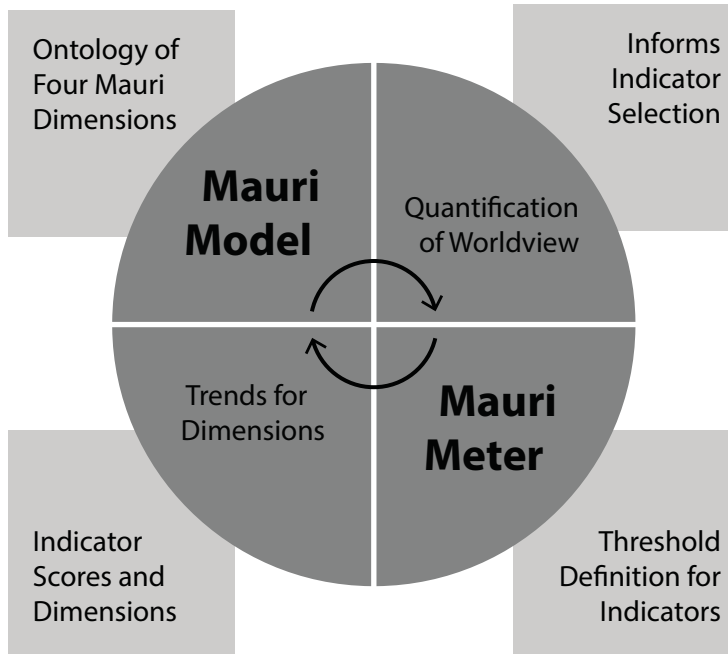 Ontology of
Four Mauri
Dimensions
Informs
Indicator
Selection
Mauri
Model
Quantification
of Worldview
Trends for
Dimensions
Mauri
Meter
Indicator
Scores and
Dimensions
Threshold
Definition for
Indicators